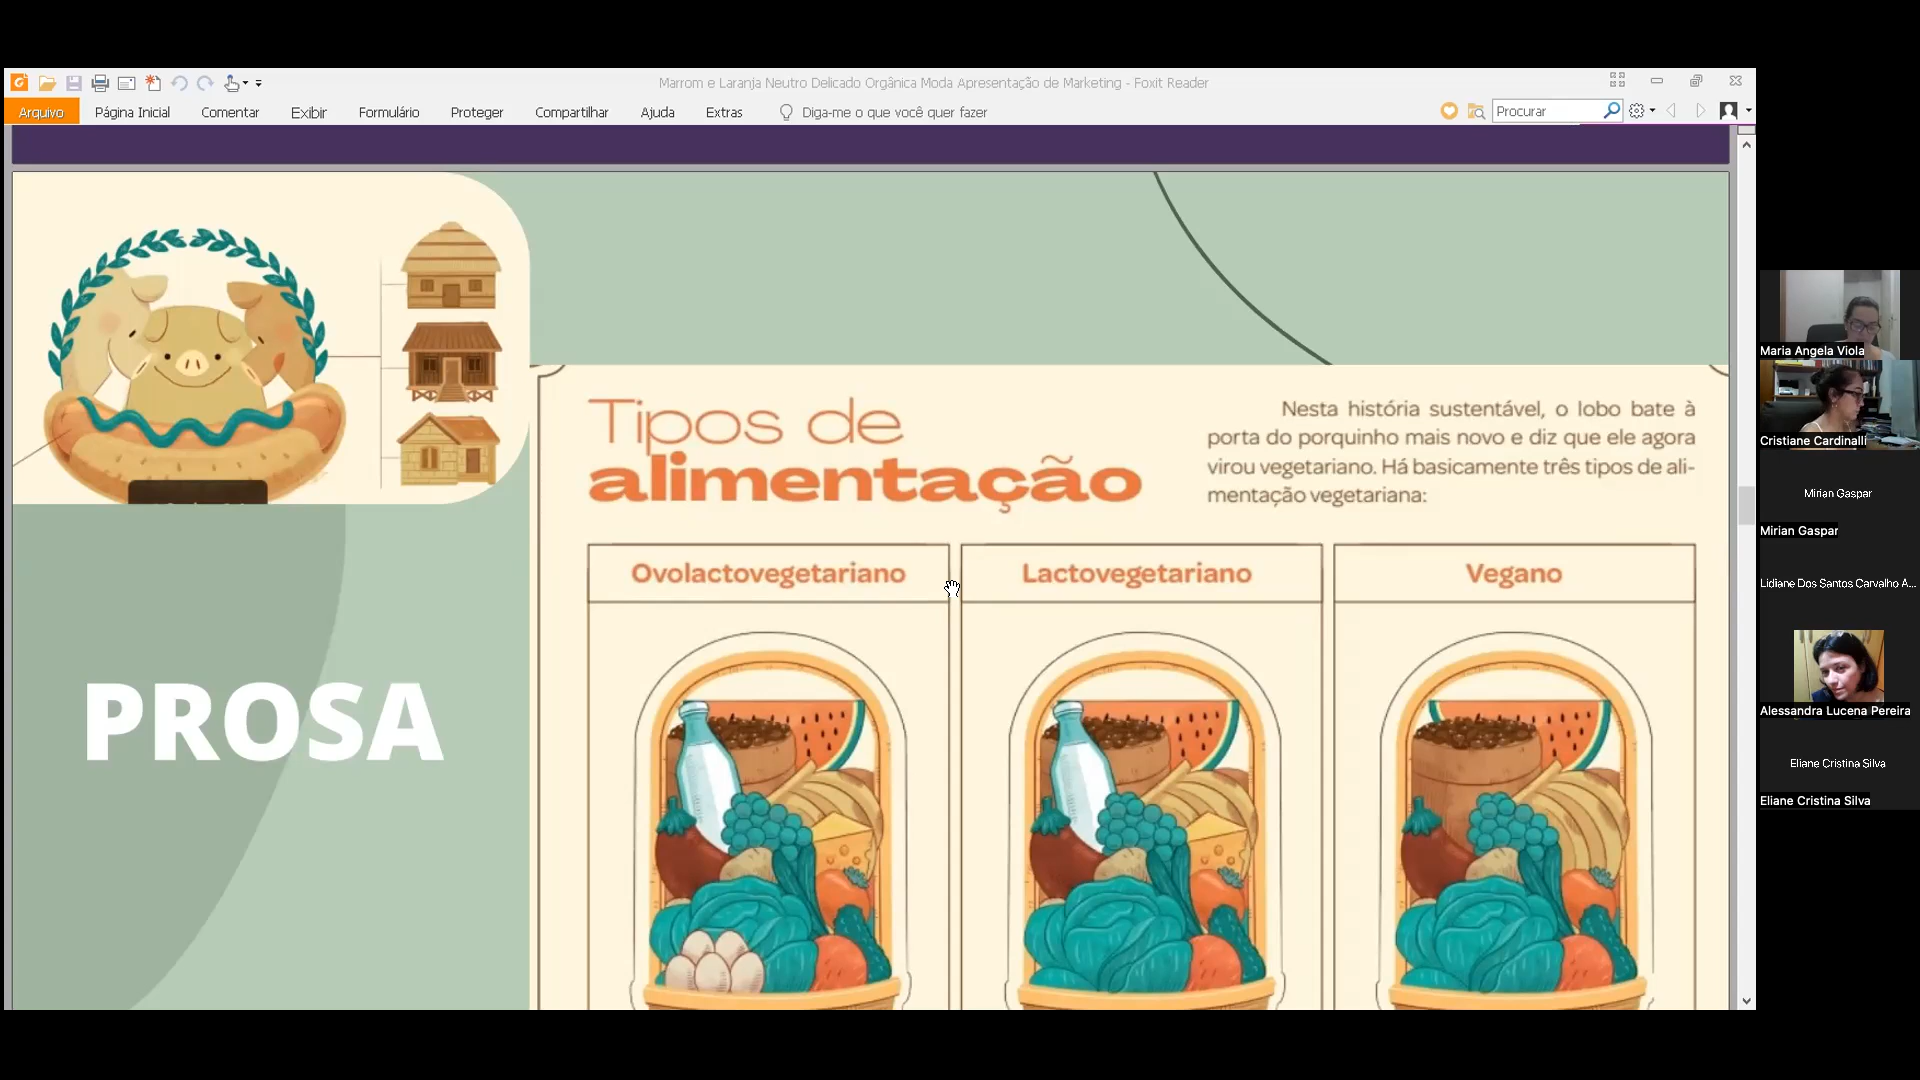 Marrom e Laranja Neutro Delicado Orgânica Moda Apresentação de Marketing - Foxit Reader
Arquivo Página Inicial Comentar Exibir Formulário Proteger Compartilhar Ajuda Extras Diga-me o que você quer fazer Procurar
Tipos de
alimentação
Nesta história sustentável, o lobo bate à
porta do porquinho mais novo e diz que ele agora
virou vegetariano. Há basicamente três tipos de ali-
mentação vegetariana:
Ovolactovegetariano
Lactovegetariano
Vegano
PROSA
Maria Angela Viola
Cristiane Cardinalli
Mirian Gaspar
Mirian Gaspar
Lidiane Dos Santos Carvalho A...
Alessandra Lucena Pereira
Eliane Cristina Silva
Eliane Cristina Silva